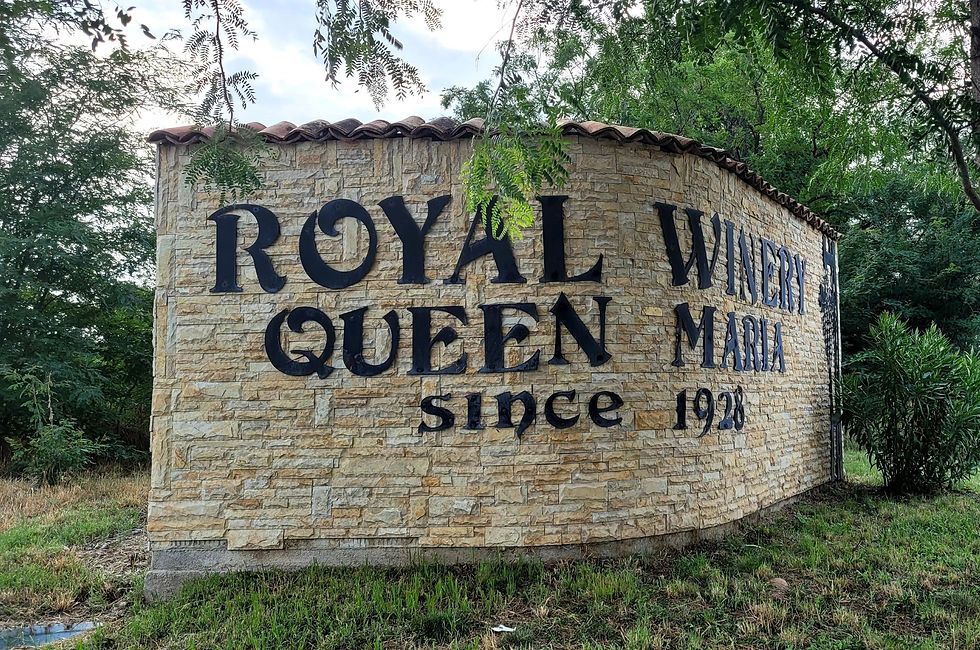 ROYAL WINERY
QUEEN MARIA
since 1928